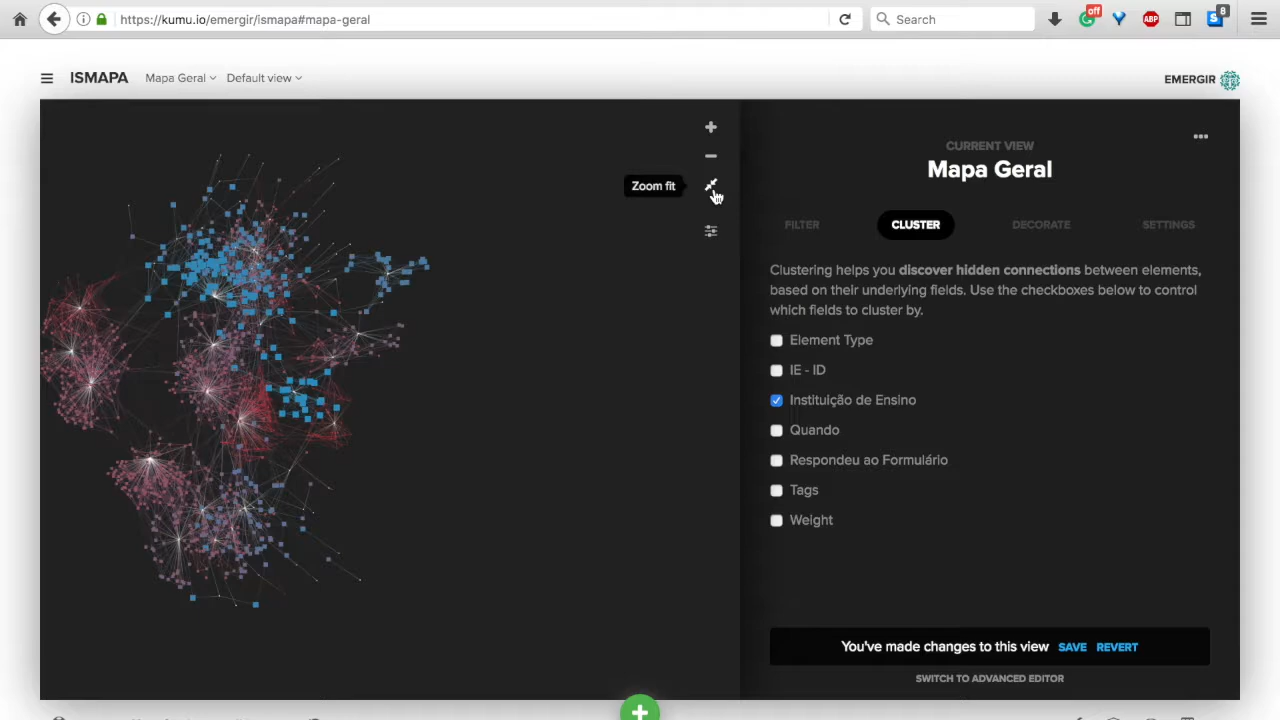 https://kumu.io/emergir/ismapa#mapa-geral
Search
off
ABP
8
ISMAPA
Mapa Geral
Default view
EMERGIR
Zoom fit
CURRENT VIEW
Mapa Geral
FILTER
CLUSTER
DECORATE
SETTINGS
Clustering helps you discover hidden connections between elements,
based on their underlying fields. Use the checkboxes below to control
which fields to cluster by.
Element Type
IE - ID
Instituição de Ensino
Quando
Respondeu ao Formulário
Tags
Weight
You've made changes to this view SAVE REVERT
SWITCH TO ADVANCED EDITOR